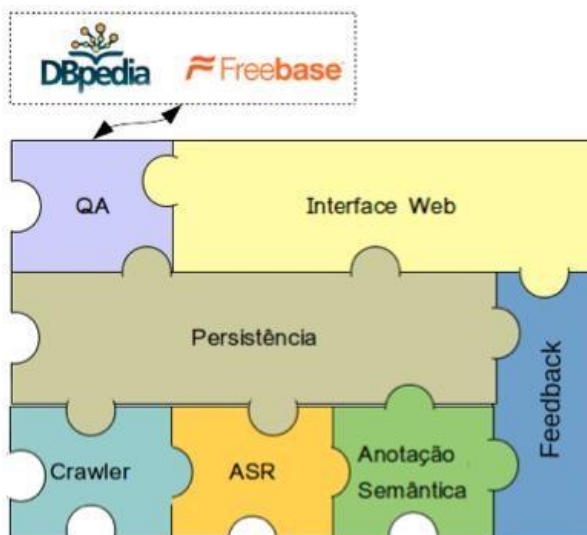 DBpedia
Freebase
QA
Interface Web
Persistência
Feedback
Crawler
ASR
Anotação
Semântica